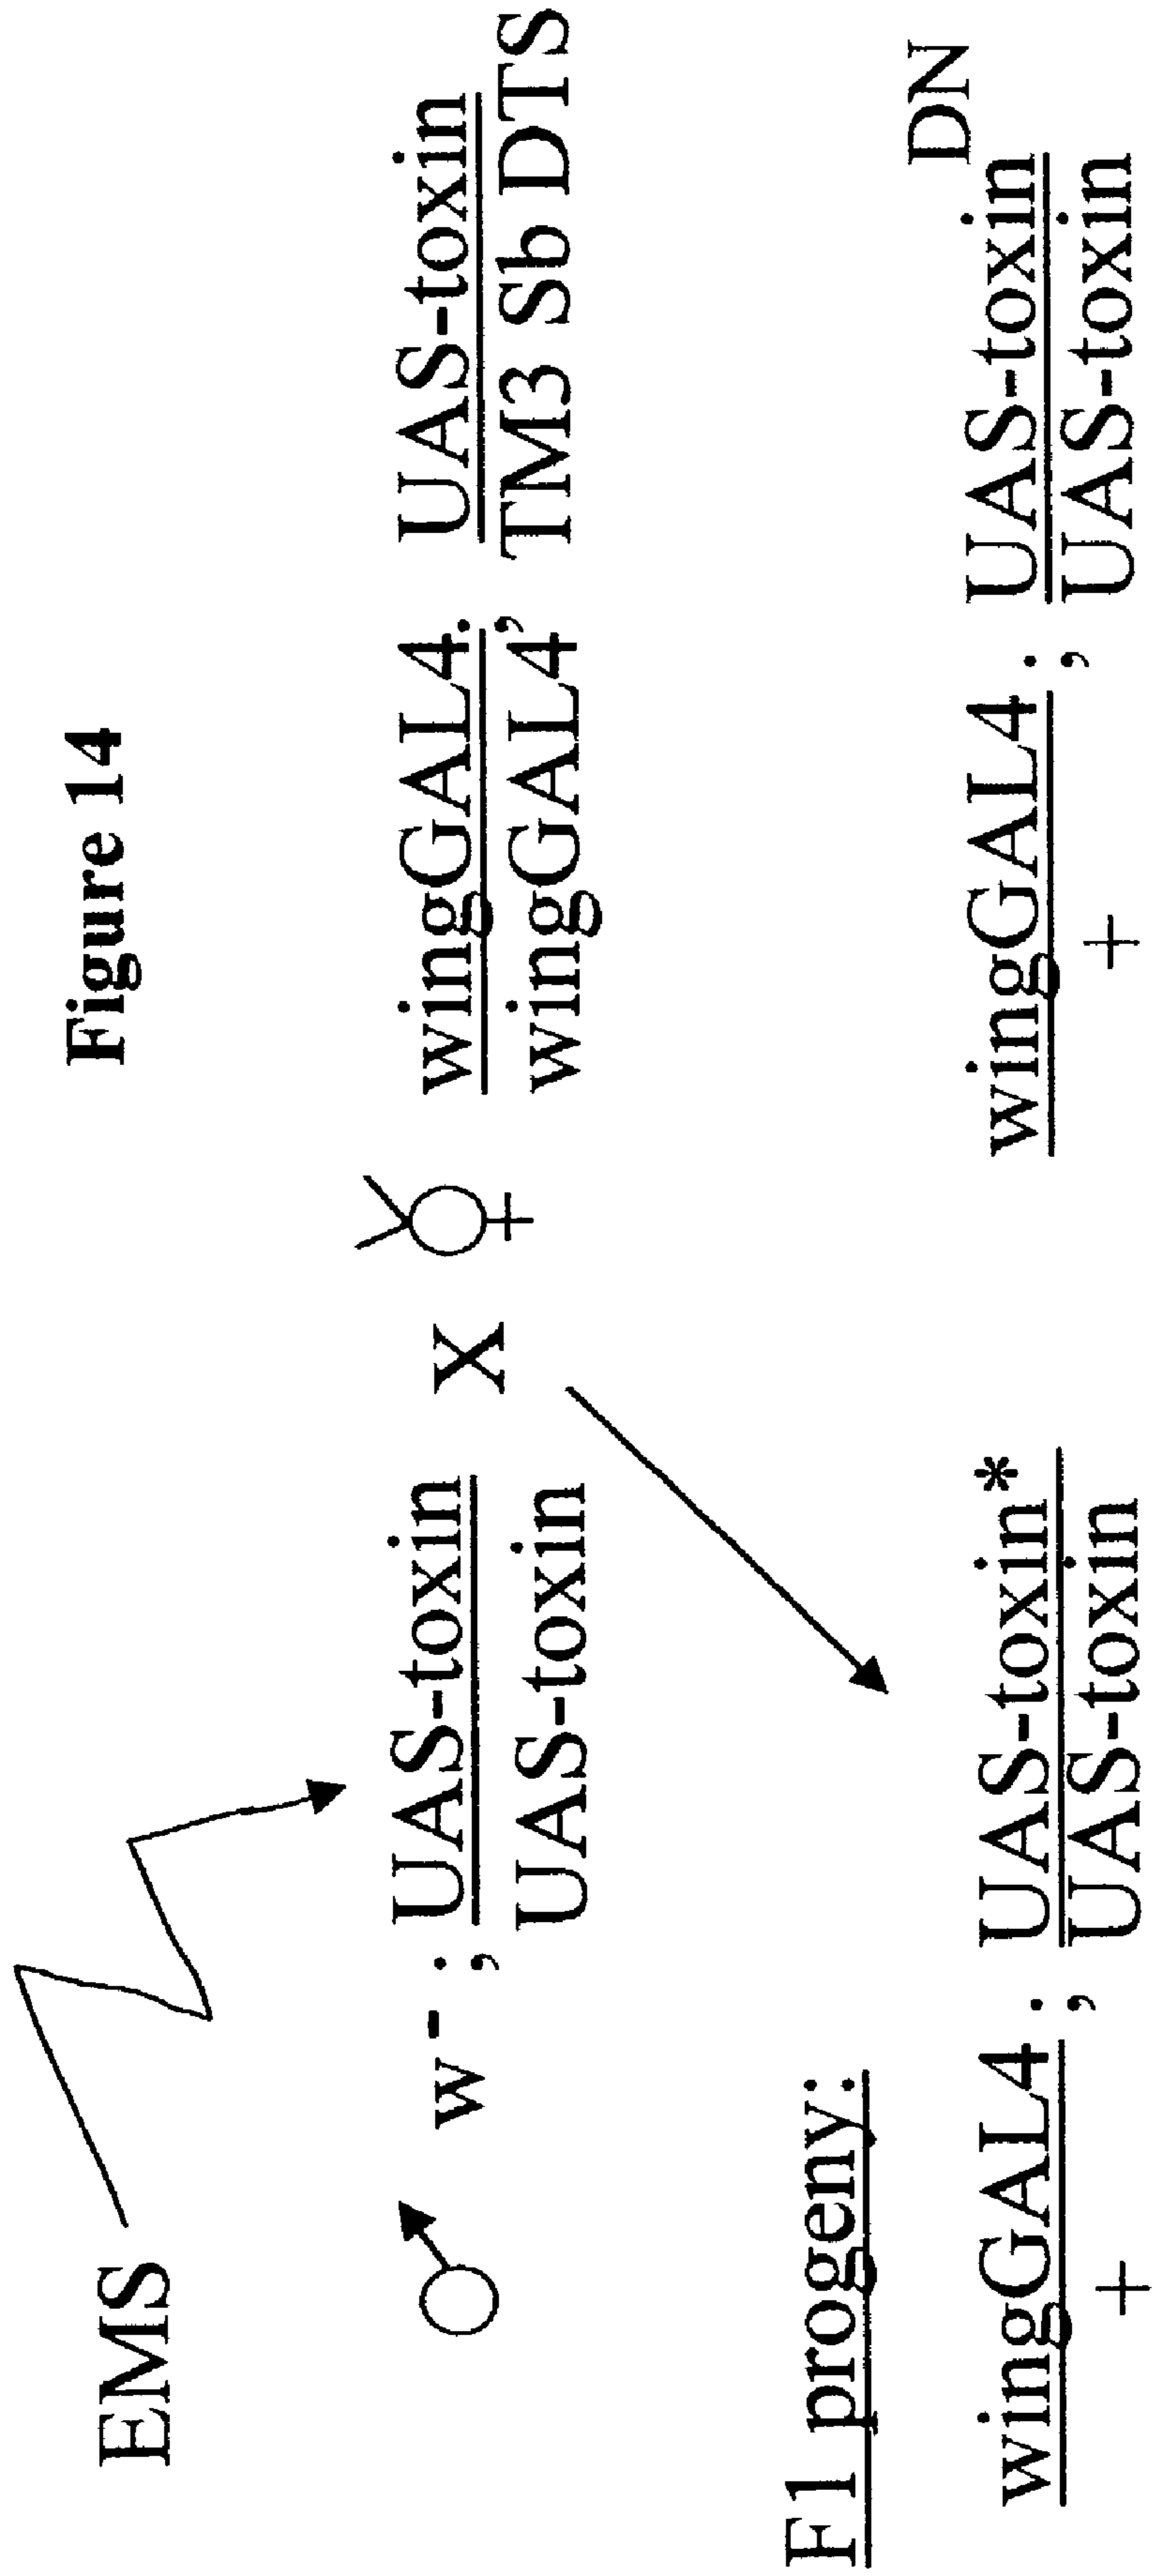 Figure 14
EMS
w - ; UAS-toxin X wingGAL4 ; UAS-toxin
UAS-toxin wingGAL4 TM3 Sb DTS
F1 progeny:
wingGAL4 ; UAS-toxin* wingGAL4 ; UAS-toxin DN
+ UAS-toxin + UAS-toxin